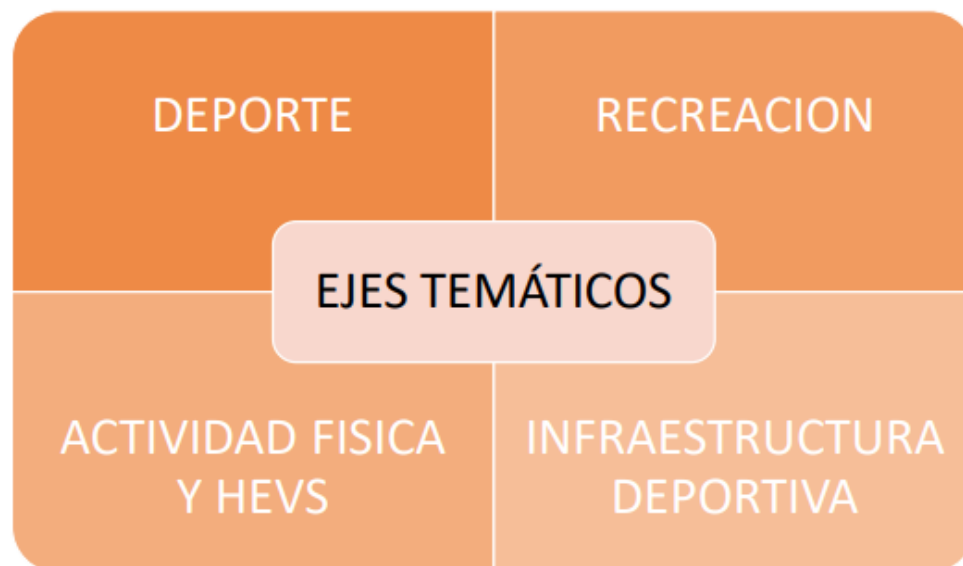 DEPORTE
RECREACION
EJES TEMÁTICOS
ACTIVIDAD FISICA
Y HEVS
INFRAESTRUCTURA
DEPORTIVA